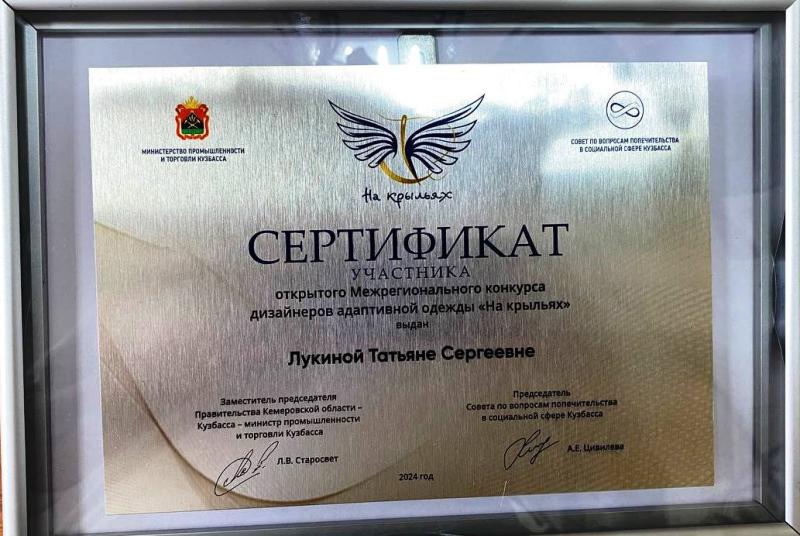 МИНИСТЕРСТВО ПРОМЫШЛЕННОСТИ
И ТОРГОВЛИ КУЗБАССА
На крыльях
СОВЕТ ПО ВОПРОСАМ ПОПЕЧИТЕЛЬСТВА
В СОЦИАЛЬНОЙ СФЕРЕ КУЗБАССА
СЕРТИФИКАТ
УЧАСТНИКА
открытого Межрегионального конкурса
дизайнеров адаптивной одежды «На крыльях»
выдан
Лукиной Татьяне Сергеевне
Заместитель председателя
Правительства Кемеровской области –
Кузбасса – министр промышленности
и торговли Кузбасса
Л.В. Старосвет
Председатель
Совета по вопросам попечительства
в социальной сфере Кузбасса
А.Е. Цивилева
2024 год